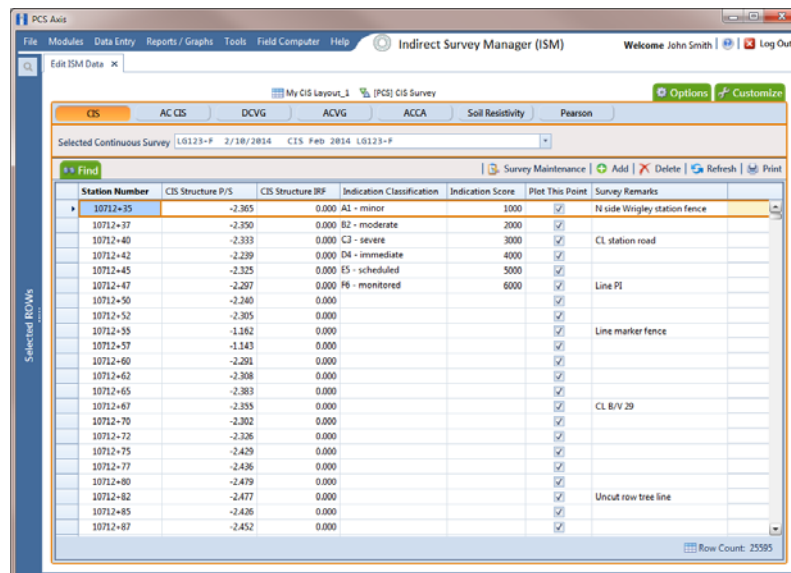 PCS Axis
File Modules Data Entry Reports / Graphs Tools Field Computer Help Indirect Survey Manager (ISM) Welcome John Smith | Log Out
Edit ISM Data
My CIS Layout_1 [PCS] CIS Survey Options Customize
CIS AC CIS DCVG ACVG ACCA Soil Resistivity Pearson
Selected Continuous Survey LG123-F 2/10/2014 CIS Feb 2014 LG123-F
Find | Survey Maintenance | Add | Delete | Refresh | Print
Station Number CIS Structure P/S CIS Structure IRF Indication Classification Indication Score Plot This Point Survey Remarks
10712+35 -2.365 0.000 A1 - minor 1000 N side Wrigley station fence
10712+37 -2.350 0.000 B2 - moderate 2000
10712+40 -2.333 0.000 C3 - severe 3000 CL station road
10712+42 -2.239 0.000 D4 - immediate 4000
10712+45 -2.325 0.000 E5 - scheduled 5000
10712+47 -2.297 0.000 F6 - monitored 6000 Line PI
10712+50 -2.240 0.000
10712+52 -2.305 0.000
10712+55 -1.162 0.000 Line marker fence
10712+57 -1.143 0.000
10712+60 -2.291 0.000
10712+62 -2.308 0.000
10712+65 -2.383 0.000
10712+67 -2.355 0.000 CL B/V 29
10712+70 -2.302 0.000
10712+72 -2.326 0.000
10712+75 -2.429 0.000
10712+77 -2.436 0.000
10712+80 -2.479 0.000
10712+82 -2.477 0.000 Uncut row tree line
10712+85 -2.426 0.000
10712+87 -2.452 0.000
Row Count: 25595
Selected ROWs